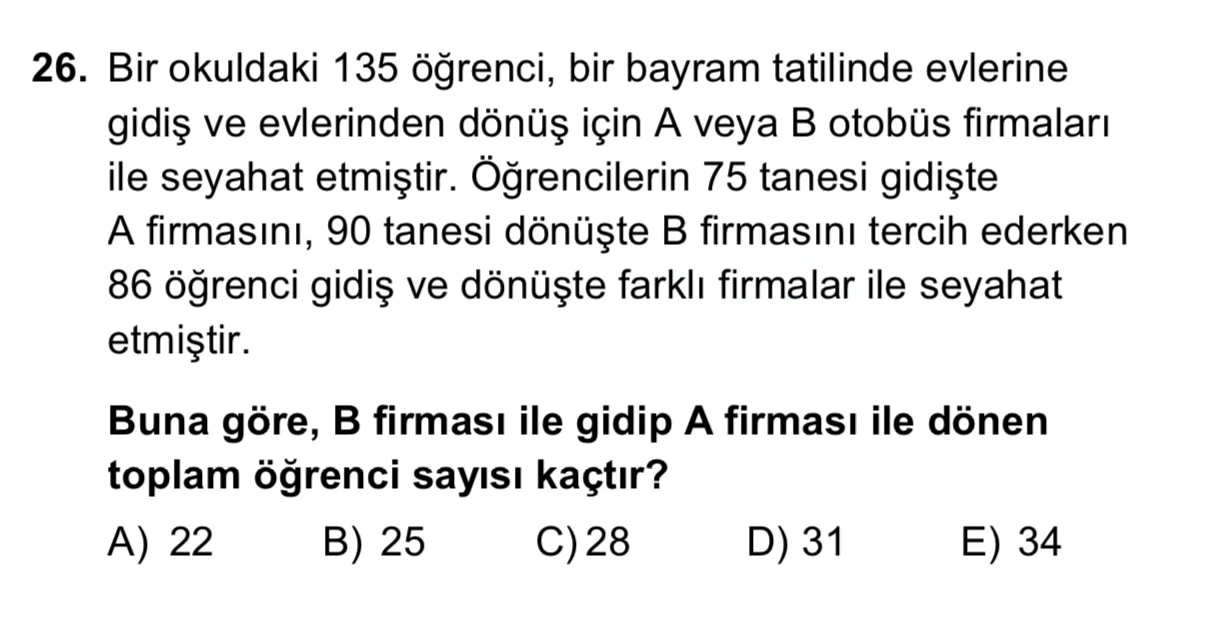 26. Bir okuldaki 135 öğrenci, bir bayram tatilinde evlerine
gidiş ve evlerinden dönüş için A veya B otobüs firmaları
ile seyahat etmiştir. Öğrencilerin 75 tanesi gidişte
A firmasını, 90 tanesi dönüşte B firmasını tercih ederken
86 öğrenci gidiş ve dönüşte farklı firmalar ile seyahat
etmiştir.
Buna göre, B firması ile gidip A firması ile dönen
toplam öğrenci sayısı kaçtır?
A) 22 B) 25 C) 28 D) 31 E) 34